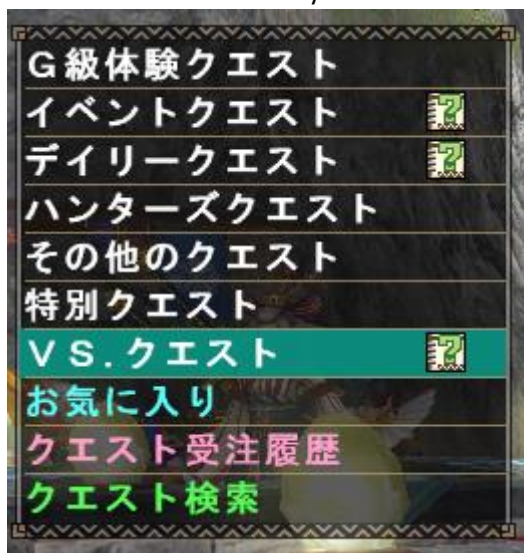 G級体験クエスト
イベントクエスト
デイリークエスト
ハンターズクエスト
その他のクエスト
特別クエスト
VS.クエスト
お気に入り
クエスト受注履歴
クエスト検索